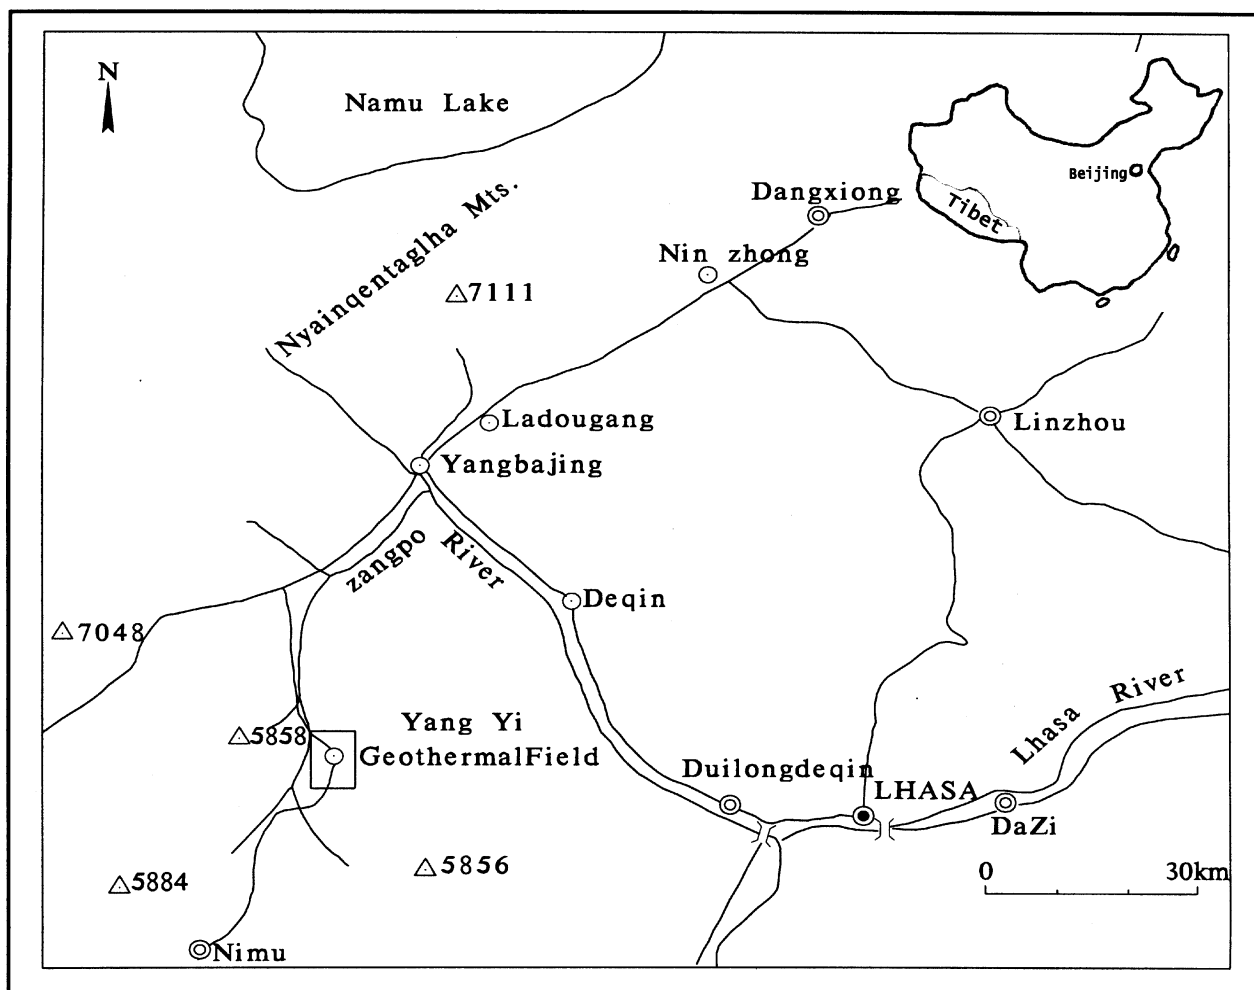 N
Namu Lake
Beijing
Tibet
Dangxiong
Nyainqentaglha Mts.
Nin zhong
7111
Ladougang
Linzhou
Yangbajing
zangpo River
Deqin
7048
Lhasa River
Yang Yi
GeothermalField
5858
Duilongdeqin
LHASA
DaZi
5856
0 30km
5884
Nimu